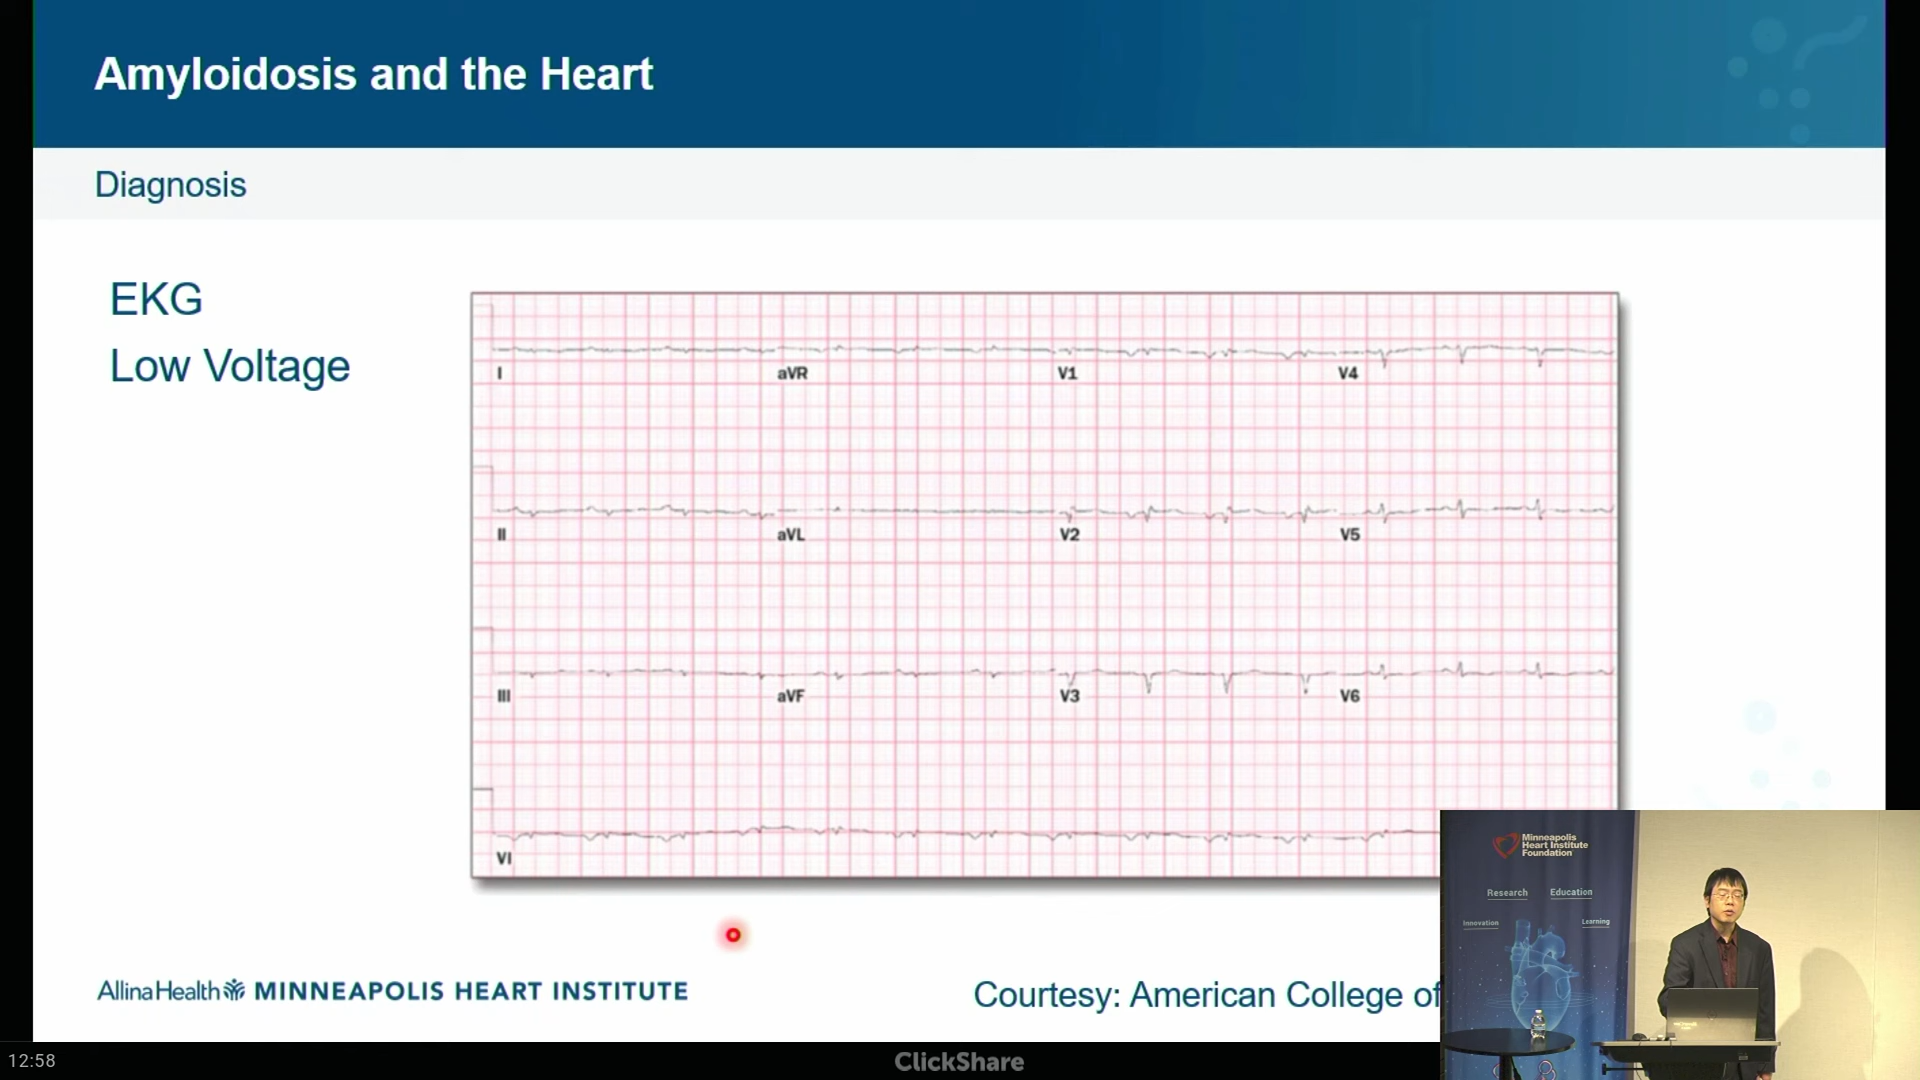 Amyloidosis and the Heart
Diagnosis
EKG
Low Voltage
I aVR V1 V4
II aVL V2 V5
III aVF V3 V6
VI
AllinaHealth MINNEAPOLIS HEART INSTITUTE
Courtesy: American College of
Minneapolis
Heart Institute
Foundation
Research Education
Innovation Learning
12:58
ClickShare